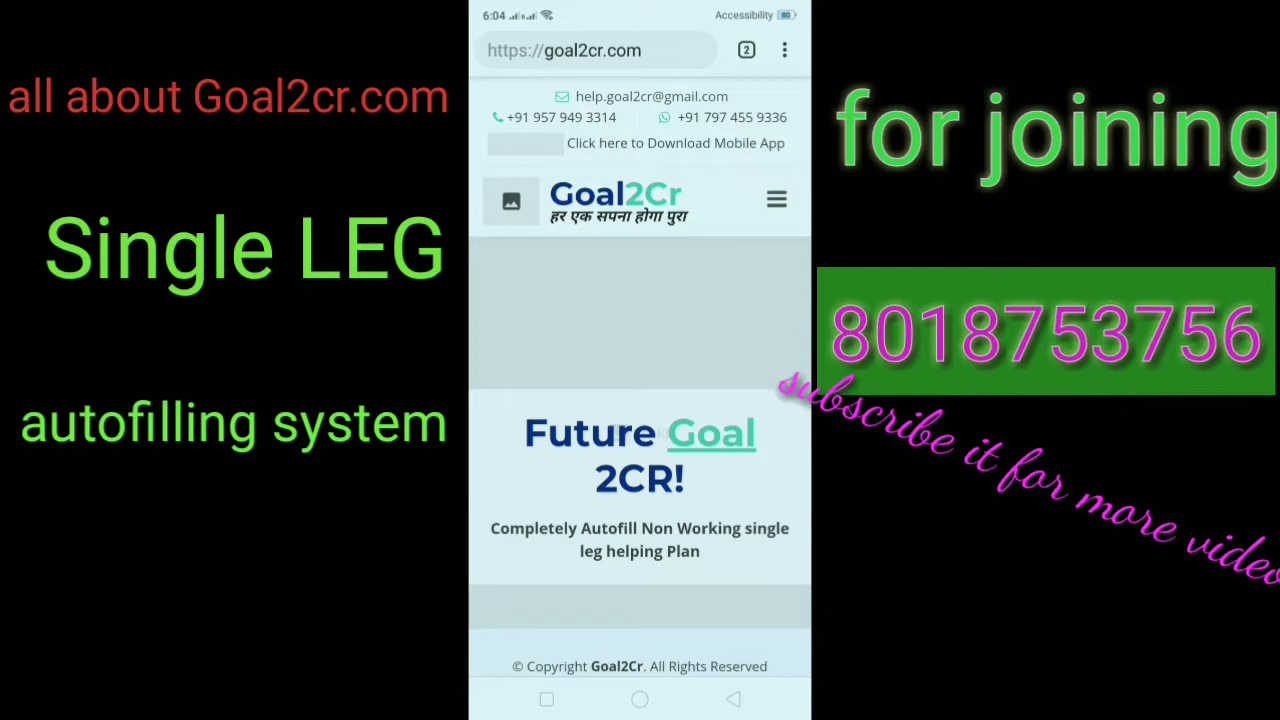 all about Goal2cr.com
Single LEG
autofilling system
6:04
Accessibility 80
https://goal2cr.com
2
help.goal2cr@gmail.com
+91 957 949 3314
+91 797 455 9336
Click here to Download Mobile App
Goal2Cr
हर एक सपना होगा पुरा
Future Goal
2CR!
Completely Autofill Non Working single
leg helping Plan
© Copyright Goal2Cr. All Rights Reserved
for joining
8018753756
subscribe it for more video